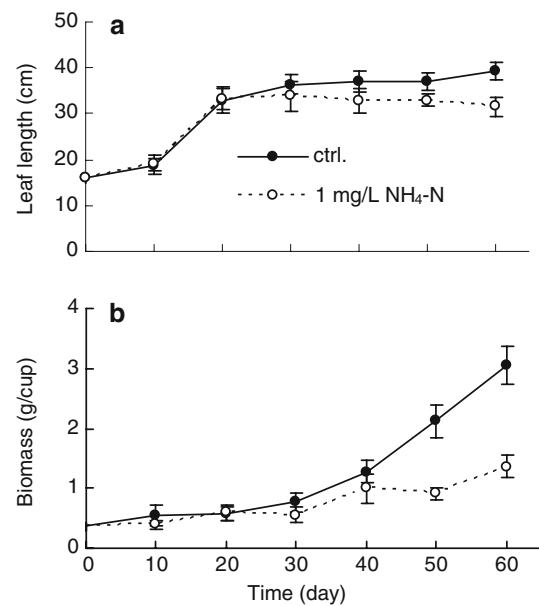 a
50
40
30
20
10
0
Leaf length (cm)
ctrl.
1 mg/L NH₄-N
b
4
3
2
1
0
Biomass (g/cup)
0 10 20 30 40 50 60
Time (day)